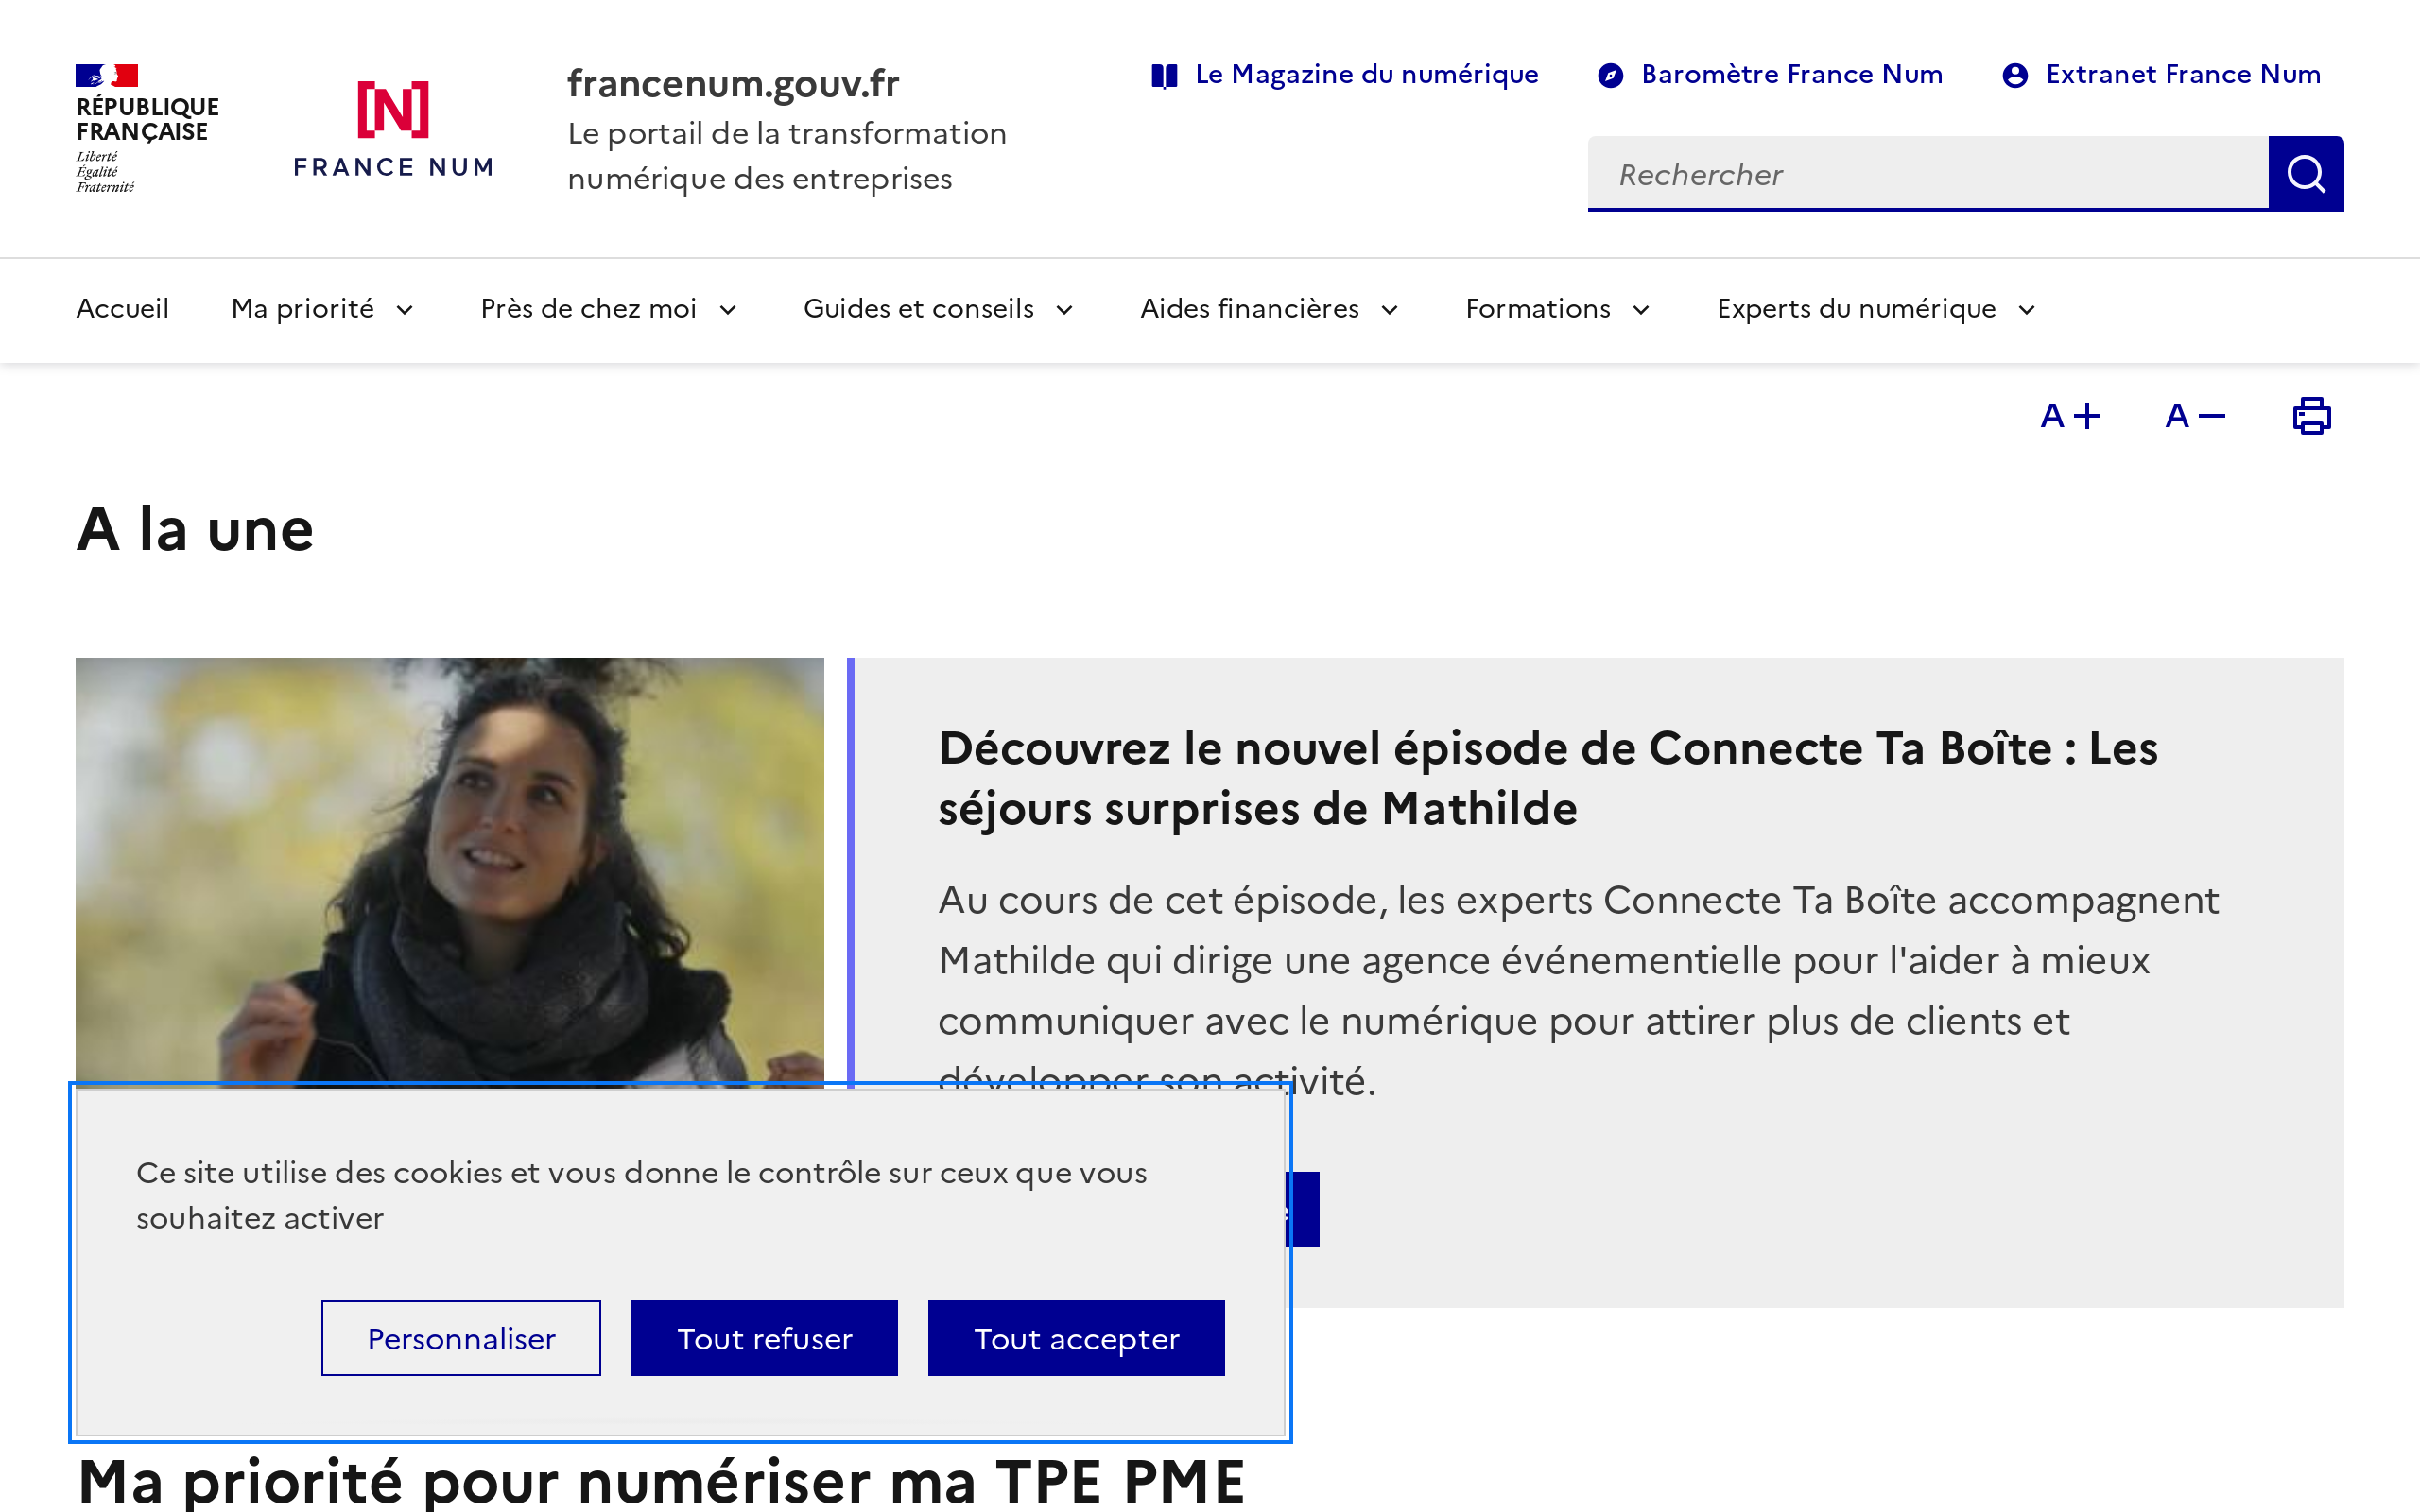 RÉPUBLIQUE
FRANÇAISE
Liberté
Égalité
Fraternité
FRANCE NUM
francenum.gouv.fr
Le portail de la transformation
numérique des entreprises
Le Magazine du numérique
Baromètre France Num
Extranet France Num
Rechercher
Accueil
Ma priorité
Près de chez moi
Guides et conseils
Aides financières
Formations
Experts du numérique
A +
A −
A la une
Découvrez le nouvel épisode de Connecte Ta Boîte : Les
séjours surprises de Mathilde
Au cours de cet épisode, les experts Connecte Ta Boîte accompagnent
Mathilde qui dirige une agence événementielle pour l'aider à mieux
communiquer avec le numérique pour attirer plus de clients et
développer son activité.
Ce site utilise des cookies et vous donne le contrôle sur ceux que vous
souhaitez activer
Personnaliser
Tout refuser
Tout accepter
Ma priorité pour numériser ma TPE PME